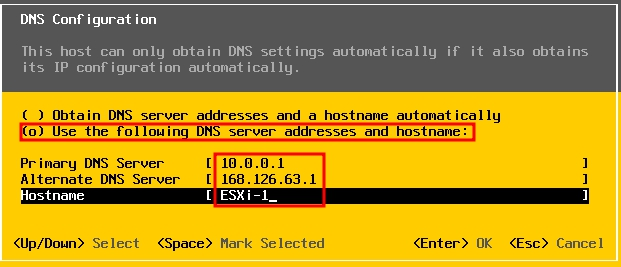 DNS Configuration
This host can only obtain DNS settings automatically if it also obtains
its IP configuration automatically.
( ) Obtain DNS server addresses and a hostname automatically
(o) Use the following DNS server addresses and hostname:
Primary DNS Server [ 10.0.0.1 ]
Alternate DNS Server [ 168.126.63.1 ]
Hostname [ ESXi-1_ ]
<Up/Down> Select <Space> Mark Selected <Enter> OK <Esc> Cancel